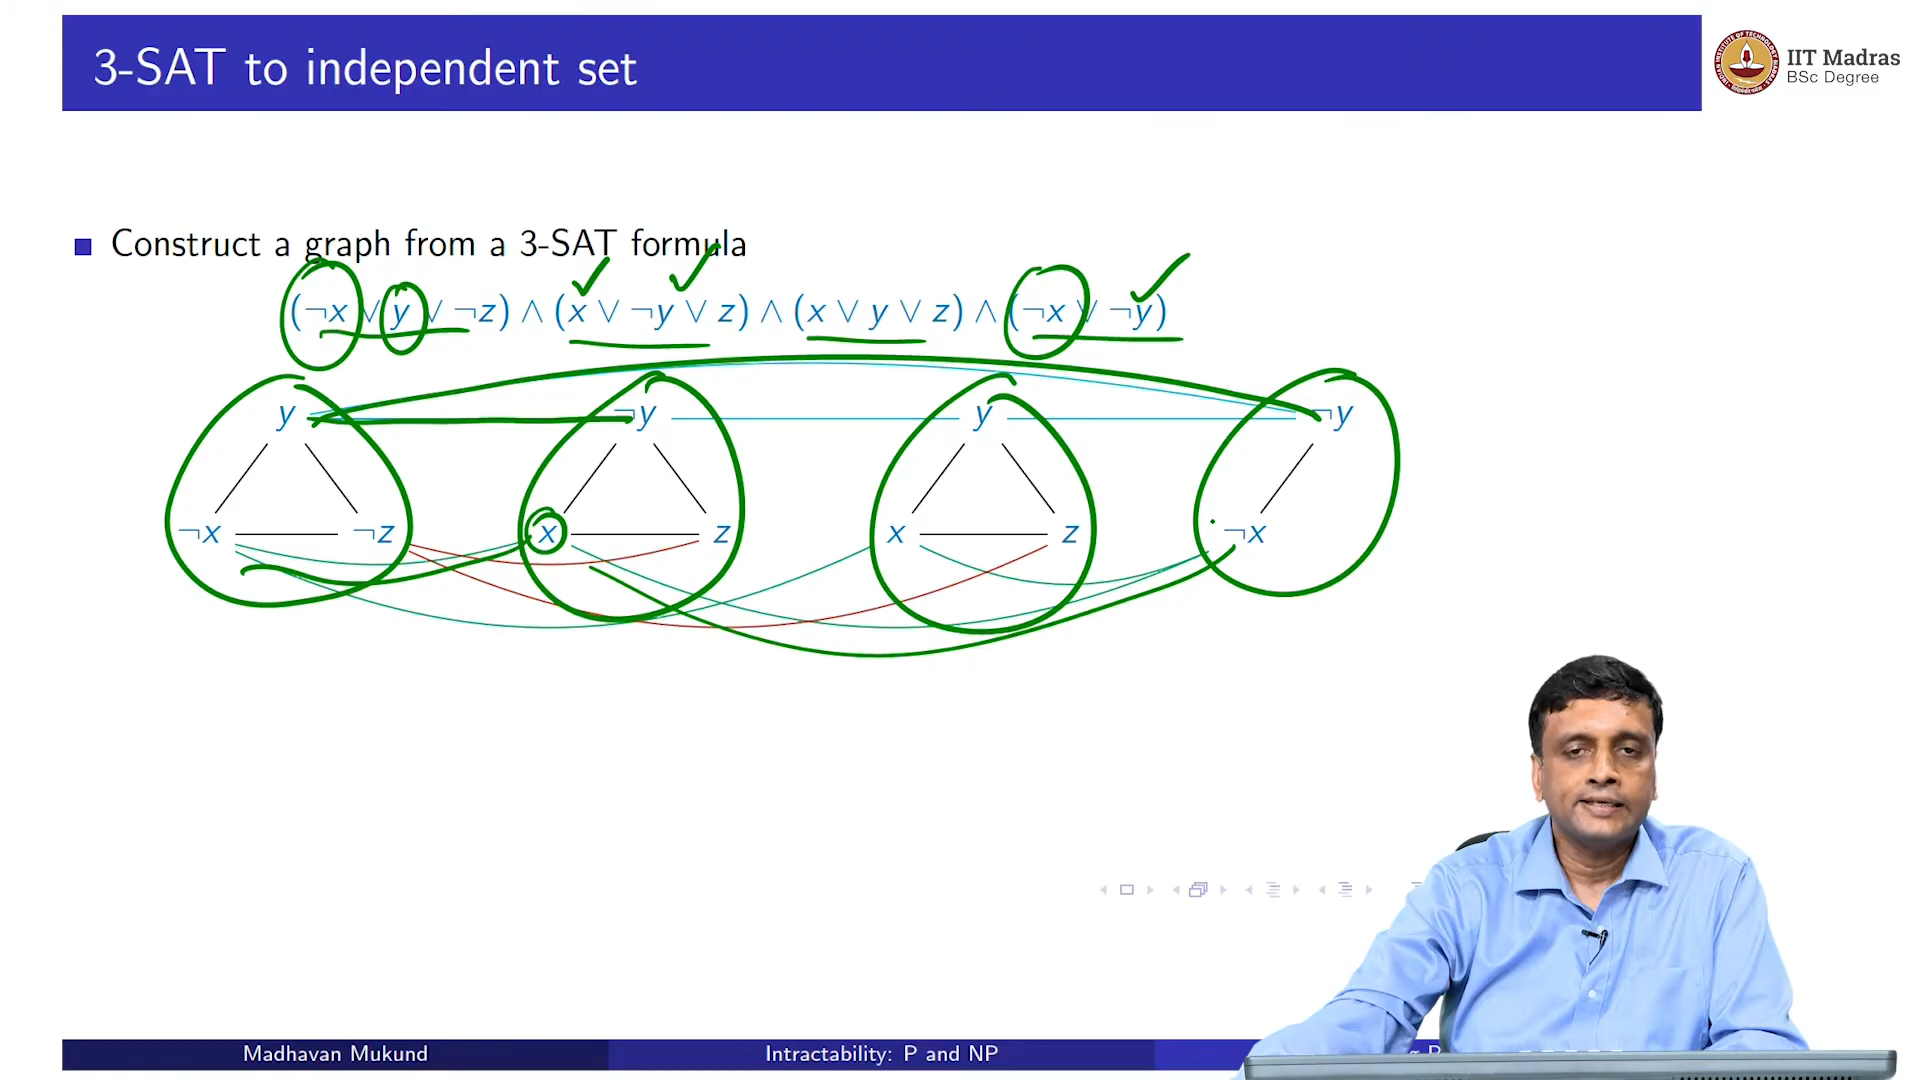 3-SAT to independent set
IIT Madras
BSc Degree
Construct a graph from a 3-SAT formula
(¬x ∨ y ∨ ¬z) ∧ (x ∨ ¬y ∨ z) ∧ (x ∨ y ∨ z) ∧ (¬x ∨ ¬y)
y ¬y y ¬y
¬x ¬z x z x z ¬x
Madhavan Mukund Intractability: P and NP